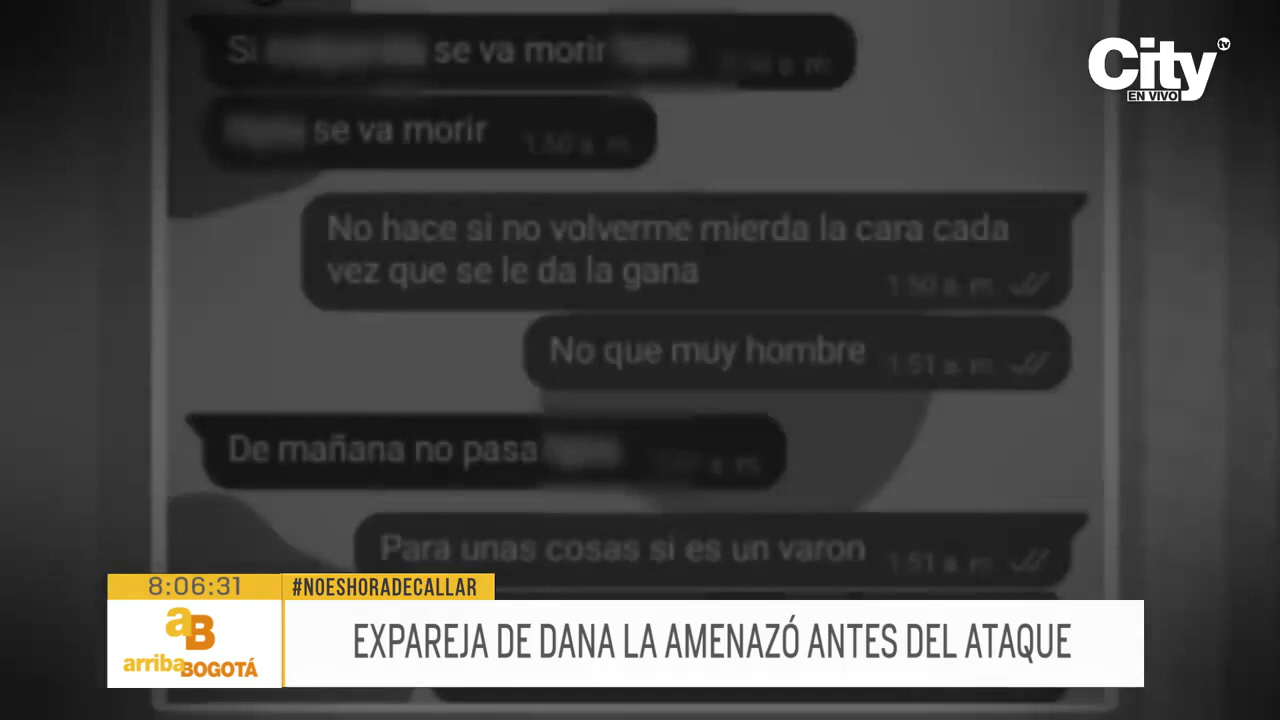 City tv
EN VIVO
Si se va morir
se va morir
1:50 a. m.
No hace si no volverme mierda la cara cada
vez que se le da la gana
1:50 a. m.
No que muy hombre
1:51 a. m.
De mañana no pasa
a. m.
Para unas cosas si es un varon
1:51 a. m.
8:06:31
#NOESHORADECALLAR
aB
arriba BOGOTÁ
EXPAREJA DE DANA LA AMENAZÓ ANTES DEL ATAQUE